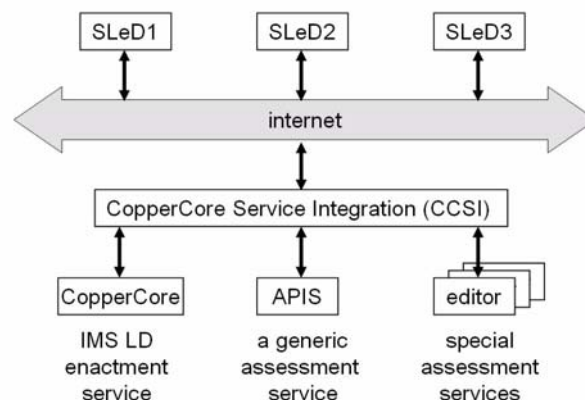 SLeD1 SLeD2 SLeD3
internet
CopperCore Service Integration (CCSI)
CopperCore APIS editor
IMS LD a generic special
enactment assessment assessment
service service services